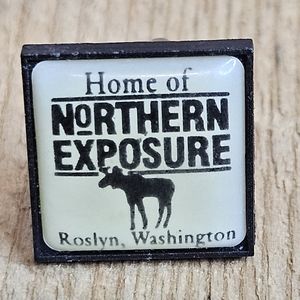 Home of
NORTHERN
EXPOSURE
Roslyn, Washington